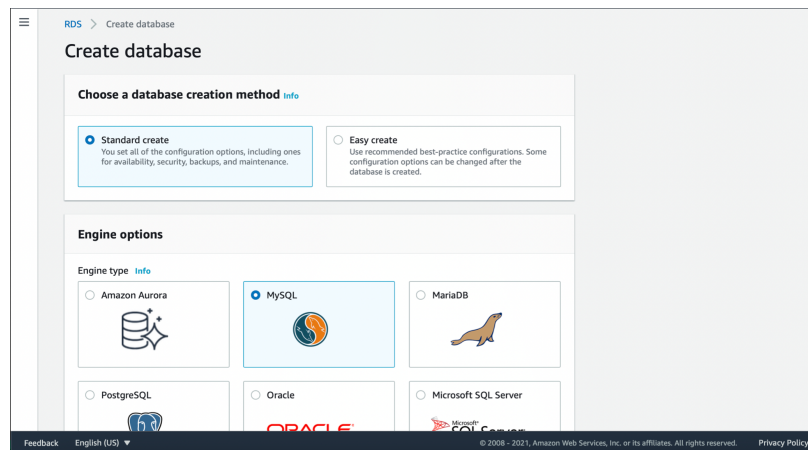 RDS > Create database
Create database
Choose a database creation method Info
Standard create
You set all of the configuration options, including ones
for availability, security, backups, and maintenance.
Easy create
Use recommended best-practice configurations. Some
configuration options can be changed after the
database is created.
Engine options
Engine type Info
Amazon Aurora
MySQL
MariaDB
PostgreSQL
Oracle
ORACLE
Microsoft SQL Server
Microsoft*
SQL Server
Feedback English (US) ▼ © 2008 - 2021, Amazon Web Services, Inc. or its affiliates. All rights reserved. Privacy Policy